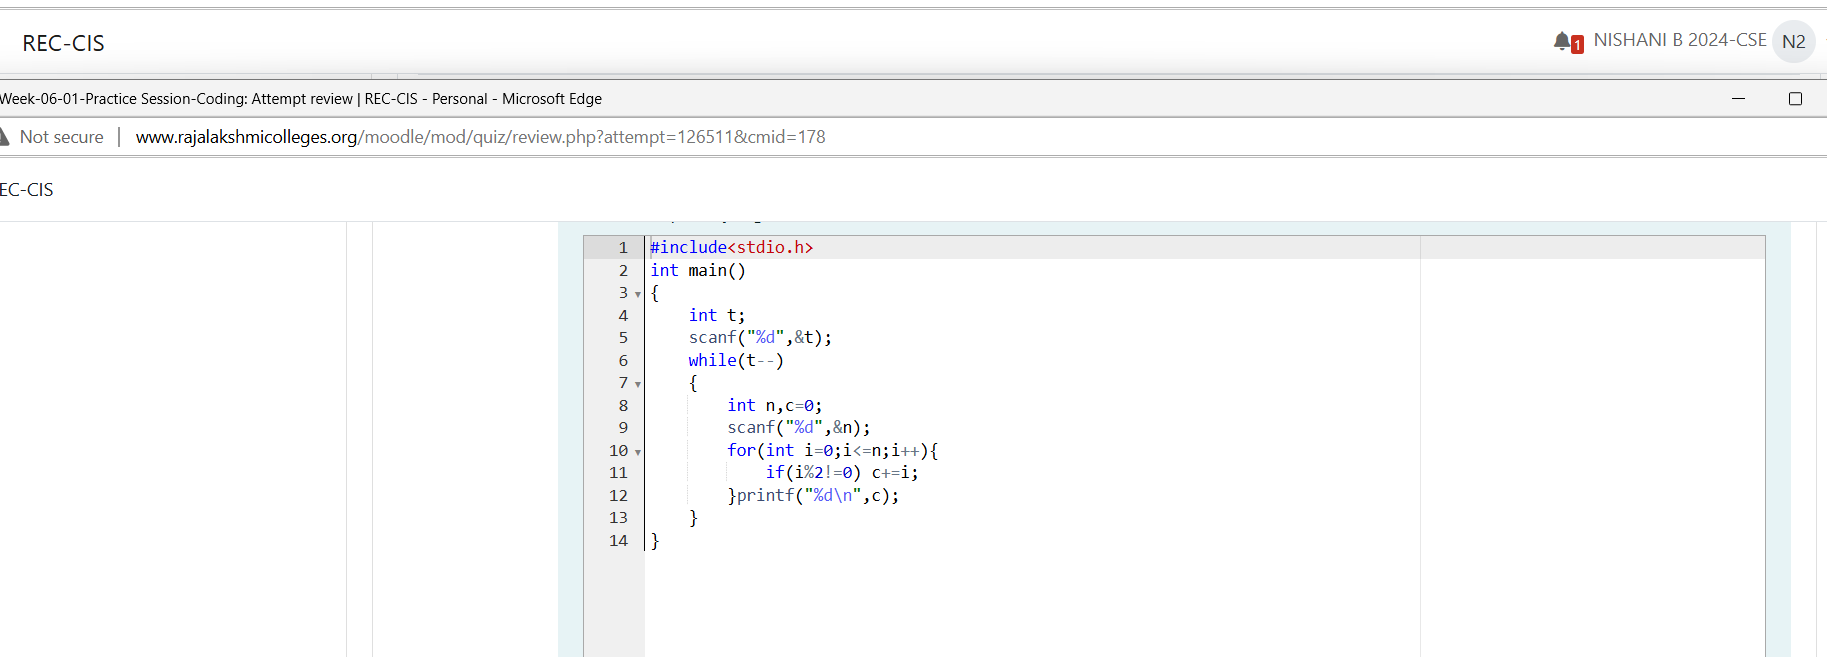 REC-CIS
1 NISHANI B 2024-CSE N2
Week-06-01-Practice Session-Coding: Attempt review | REC-CIS - Personal - Microsoft Edge
Not secure | www.rajalakshmicolleges.org/moodle/mod/quiz/review.php?attempt=126511&cmid=178
EC-CIS
1 #include<stdio.h>
2 int main()
3 {
4     int t;
5     scanf("%d",&t);
6     while(t--)
7     {
8         int n,c=0;
9         scanf("%d",&n);
10         for(int i=0;i<=n;i++){
11             if(i%2!=0) c+=i;
12         }printf("%d\n",c);
13     }
14 }